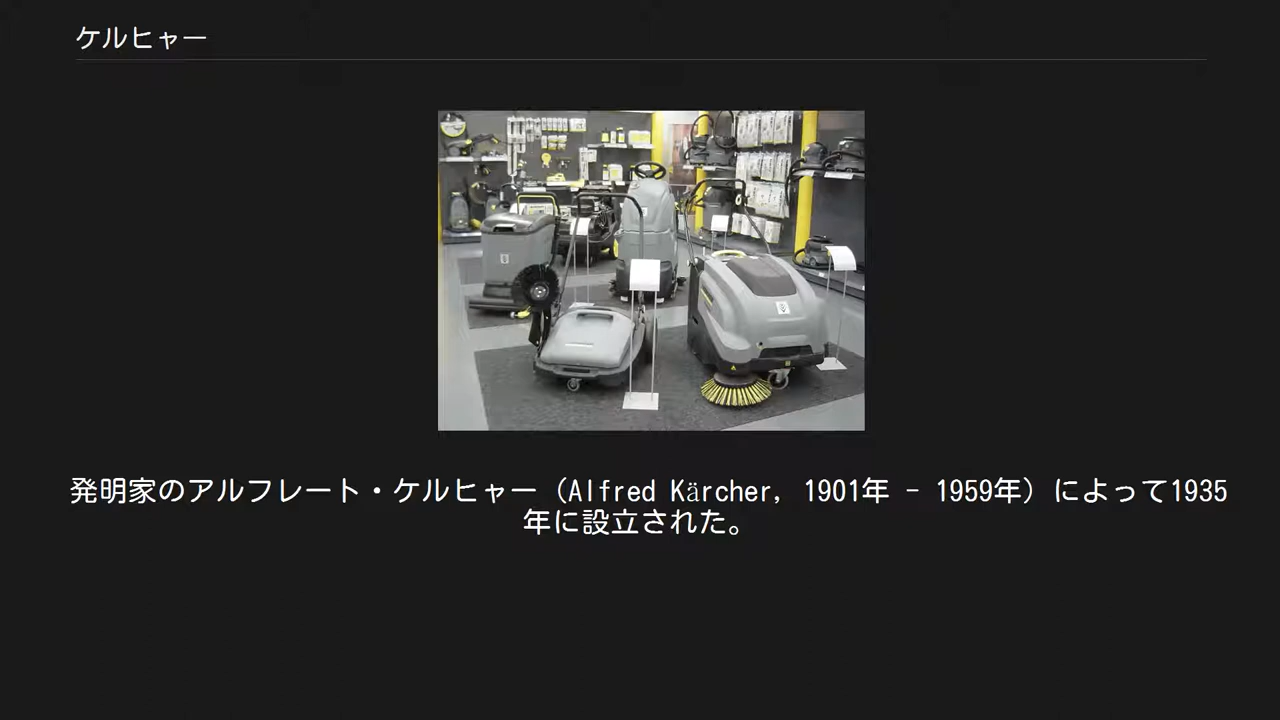 ケルヒャー
発明家のアルフレート・ケルヒャー（Alfred Kärcher, 1901年 - 1959年）によって1935
年に設立された。